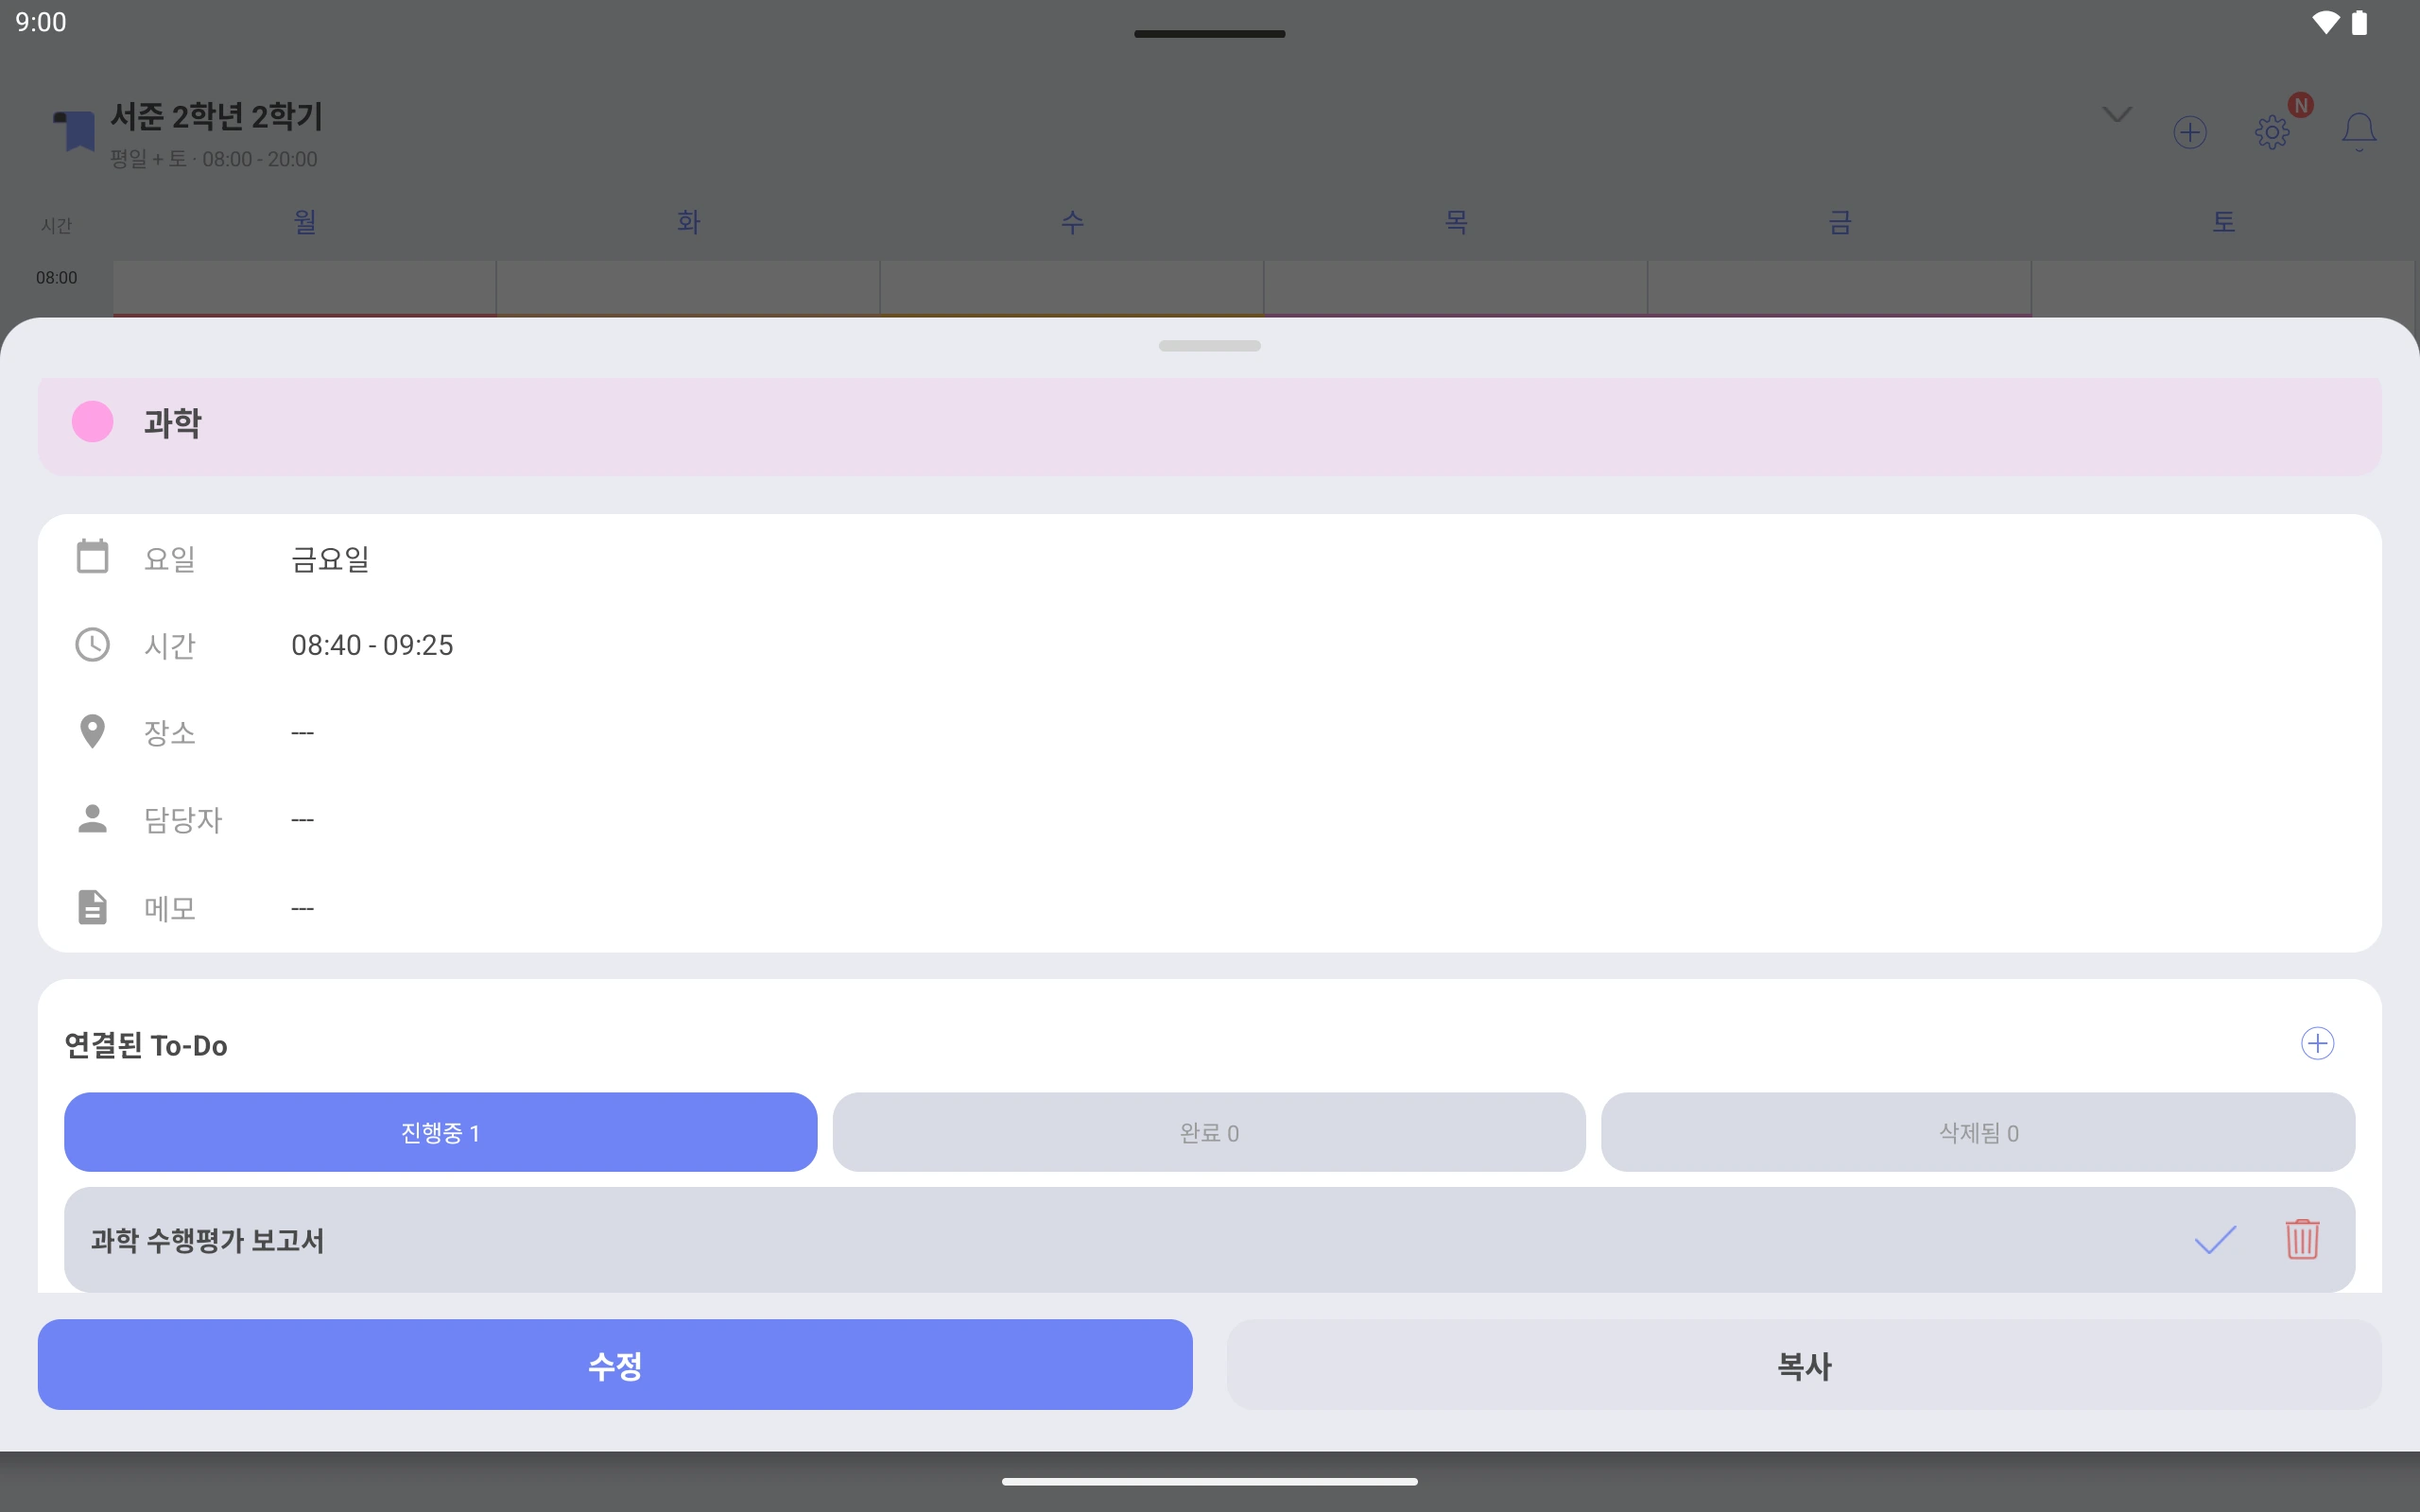 9:00
서준 2학년 2학기
N
평일 + 토 · 08:00 - 20:00
시간 월 화 수 목 금 토
08:00
과학
요일 금요일
시간 08:40 - 09:25
장소 ---
담당자 ---
메모 ---
연결된 To-Do
진행중 1 완료 0 삭제됨 0
과학 수행평가 보고서
수정 복사